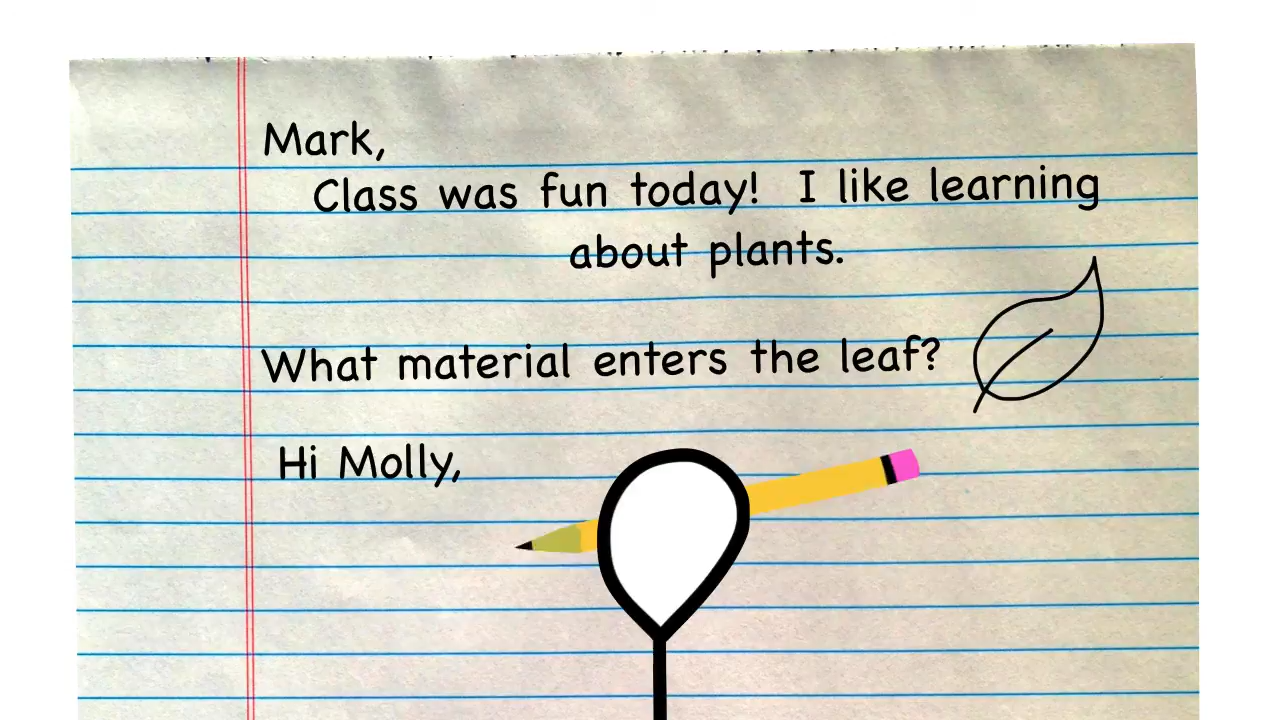 Mark,
Class was fun today! I like learning
about plants.
What material enters the leaf?
Hi Molly,